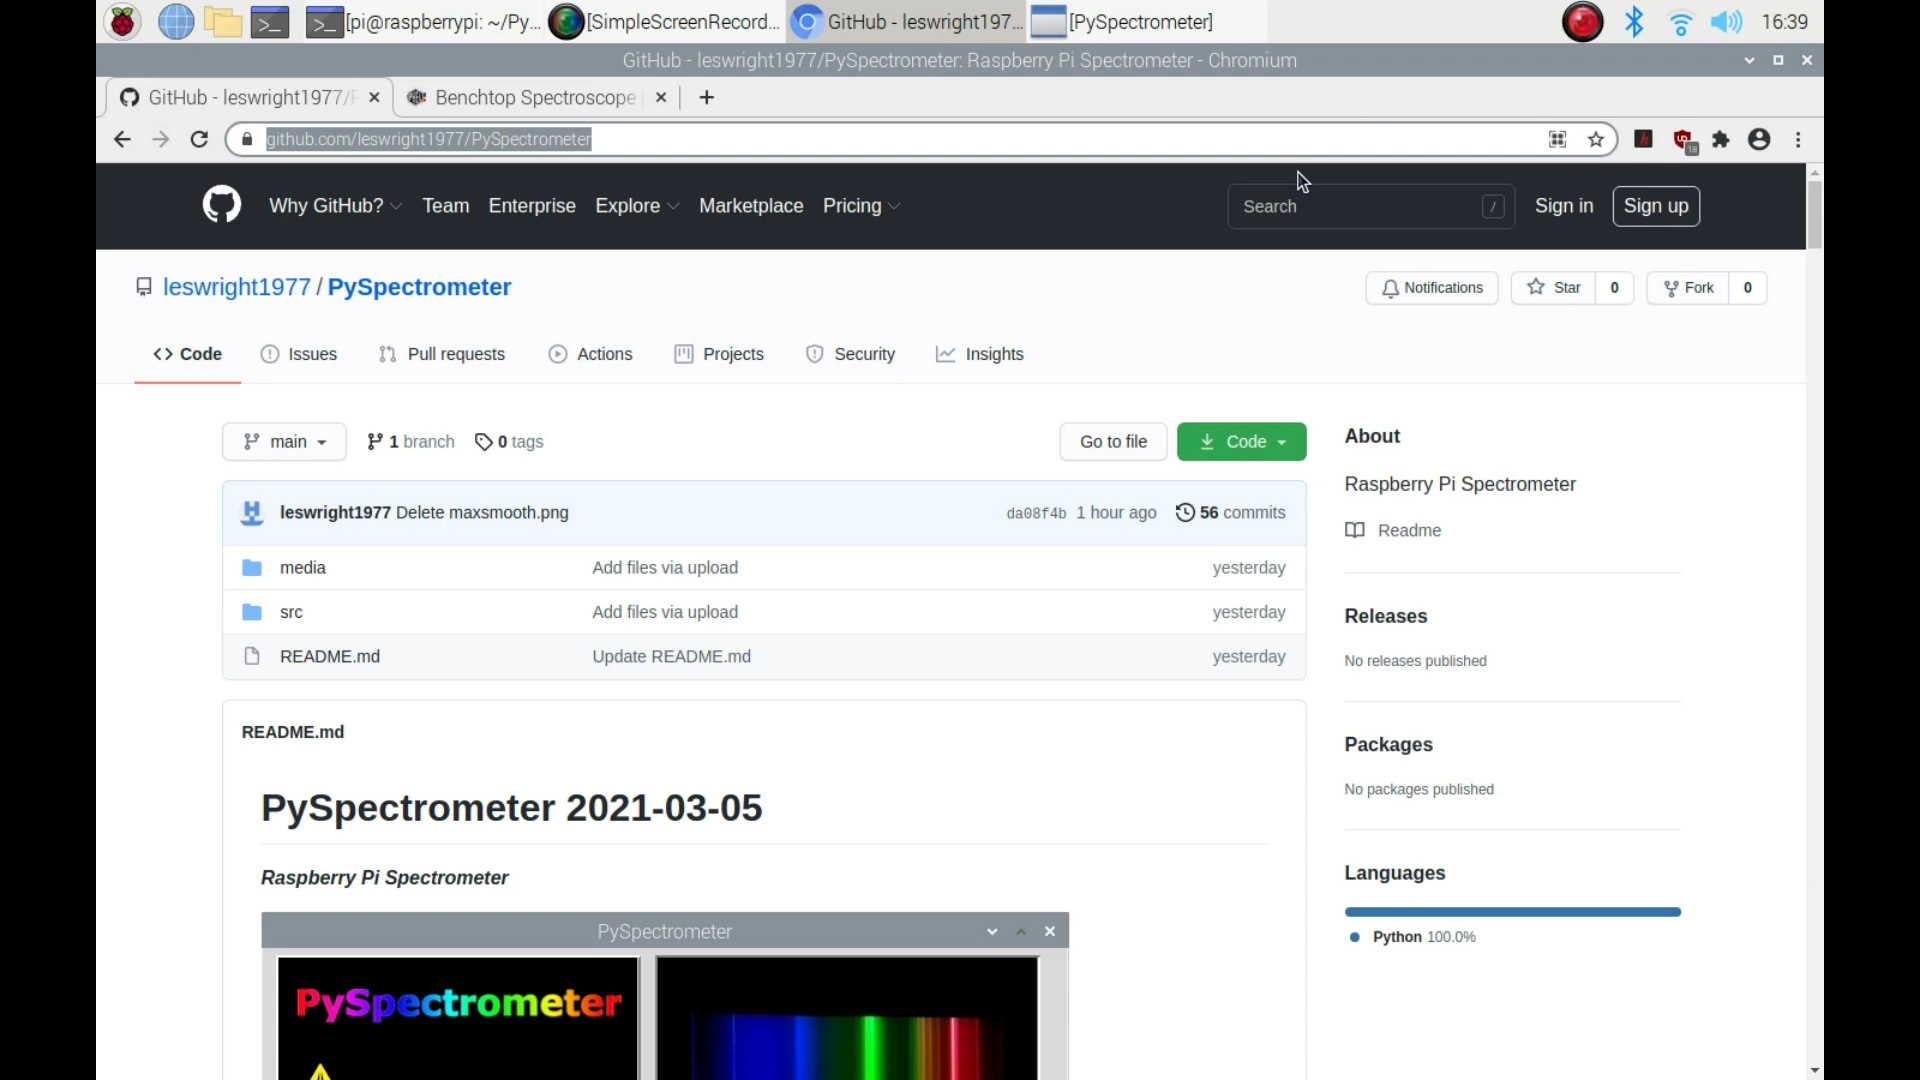 [pi@raspberrypi: ~/Py... [SimpleScreenRecord... GitHub - leswright197... [PySpectrometer] 16:39
GitHub - leswright1977/PySpectrometer: Raspberry Pi Spectrometer - Chromium
GitHub - leswright1977/P Benchtop Spectroscope
github.com/leswright1977/PySpectrometer 18
Why GitHub? Team Enterprise Explore Marketplace Pricing Search / Sign in Sign up
leswright1977 / PySpectrometer Notifications Star 0 Fork 0
Code Issues Pull requests Actions Projects Security Insights
main 1 branch 0 tags Go to file Code
leswright1977 Delete maxsmooth.png da08f4b 1 hour ago 56 commits
media Add files via upload yesterday
src Add files via upload yesterday
README.md Update README.md yesterday
README.md
PySpectrometer 2021-03-05
Raspberry Pi Spectrometer
PySpectrometer
PySpectrometer
About
Raspberry Pi Spectrometer
Readme
Releases
No releases published
Packages
No packages published
Languages
Python 100.0%